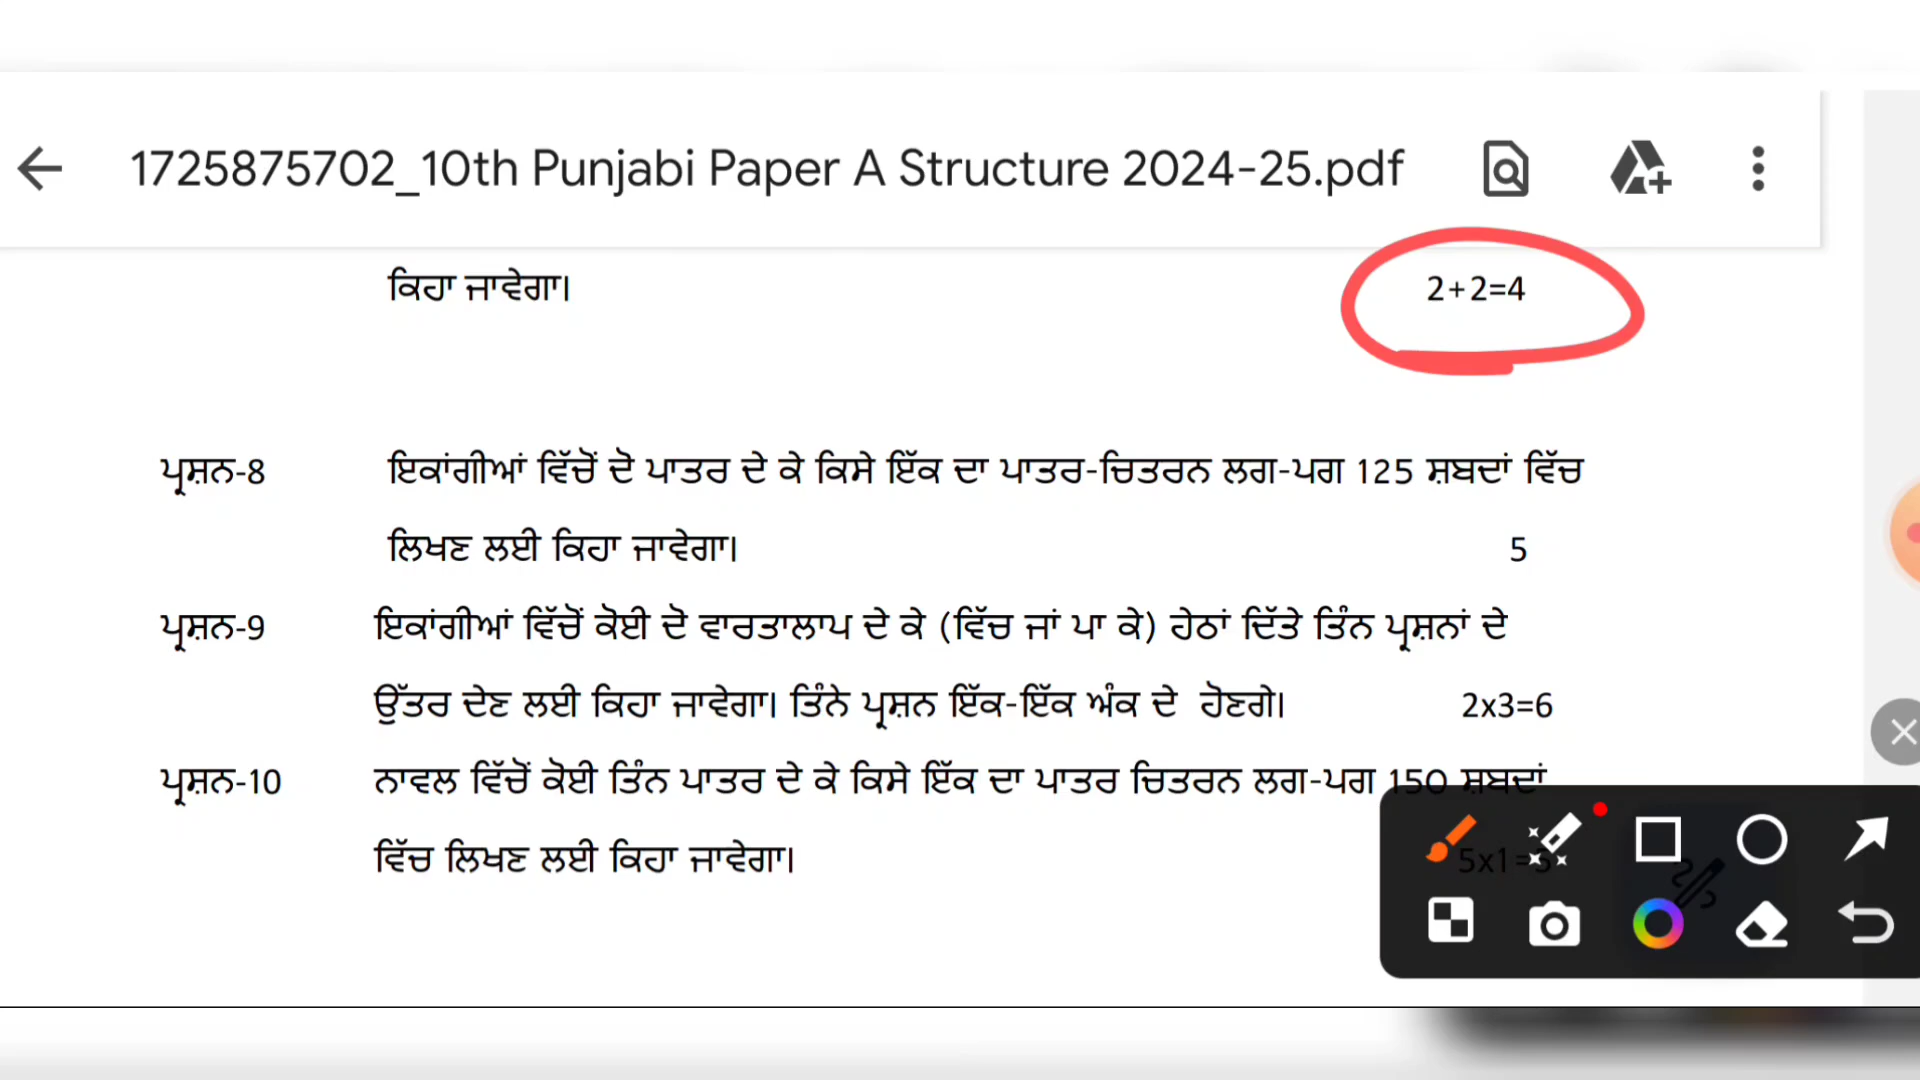 1725875702_10th Punjabi Paper A Structure 2024-25.pdf
ਕਿਹਾ ਜਾਵੇਗਾ। 2+2=4
ਪ੍ਰਸ਼ਨ-8 ਇਕਾਂਗੀਆਂ ਵਿੱਚੋਂ ਦੋ ਪਾਤਰ ਦੇ ਕੇ ਕਿਸੇ ਇੱਕ ਦਾ ਪਾਤਰ-ਚਿਤਰਨ ਲਗ-ਪਗ 125 ਸ਼ਬਦਾਂ ਵਿੱਚ
ਲਿਖਣ ਲਈ ਕਿਹਾ ਜਾਵੇਗਾ। 5
ਪ੍ਰਸ਼ਨ-9 ਇਕਾਂਗੀਆਂ ਵਿੱਚੋਂ ਕੋਈ ਦੋ ਵਾਰਤਾਲਾਪ ਦੇ ਕੇ (ਵਿੱਚ ਜਾਂ ਪਾ ਕੇ) ਹੇਠਾਂ ਦਿੱਤੇ ਤਿੰਨ ਪ੍ਰਸ਼ਨਾਂ ਦੇ
ਉੱਤਰ ਦੇਣ ਲਈ ਕਿਹਾ ਜਾਵੇਗਾ। ਤਿੰਨੇ ਪ੍ਰਸ਼ਨ ਇੱਕ-ਇੱਕ ਅੰਕ ਦੇ ਹੋਣਗੇ। 2x3=6
ਪ੍ਰਸ਼ਨ-10 ਨਾਵਲ ਵਿੱਚੋਂ ਕੋਈ ਤਿੰਨ ਪਾਤਰ ਦੇ ਕੇ ਕਿਸੇ ਇੱਕ ਦਾ ਪਾਤਰ ਚਿਤਰਨ ਲਗ-ਪਗ 150 ਸ਼ਬਦਾਂ
ਵਿੱਚ ਲਿਖਣ ਲਈ ਕਿਹਾ ਜਾਵੇਗਾ। 5x1=5